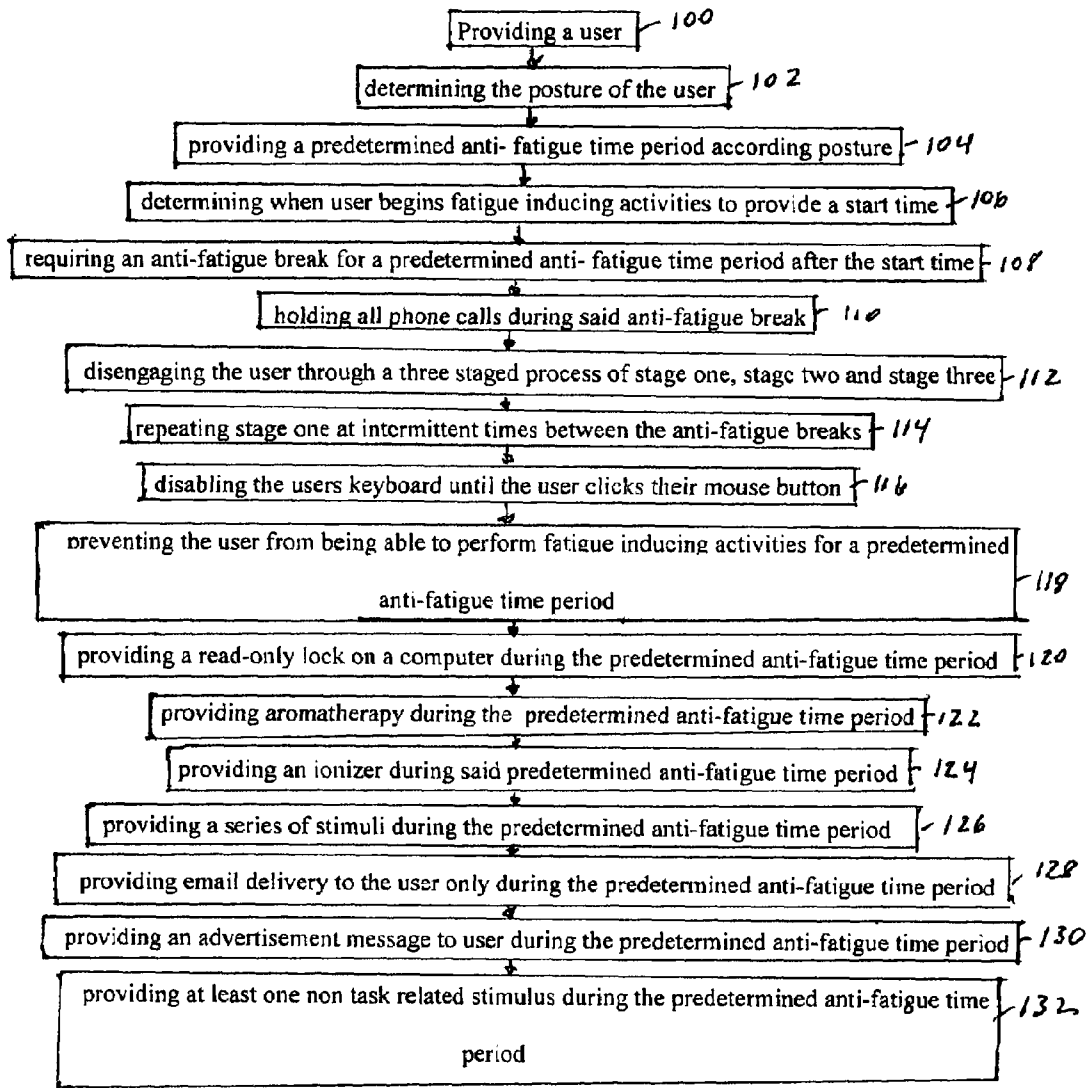 Providing a user 100
determining the posture of the user 102
providing a predetermined anti- fatigue time period according posture 104
determining when user begins fatigue inducing activities to provide a start time 106
requiring an anti-fatigue break for a predetermined anti- fatigue time period after the start time 108
holding all phone calls during said anti-fatigue break 110
disengaging the user through a three staged process of stage one, stage two and stage three 112
repeating stage one at intermittent times between the anti-fatigue breaks 114
disabling the users keyboard until the user clicks their mouse button 116
preventing the user from being able to perform fatigue inducing activities for a predetermined
anti-fatigue time period 118
providing a read-only lock on a computer during the predetermined anti-fatigue time period 120
providing aromatherapy during the predetermined anti-fatigue time period 122
providing an ionizer during said predetermined anti-fatigue time period 124
providing a series of stimuli during the predetermined anti-fatigue time period 126
providing email delivery to the user only during the predetermined anti-fatigue time period 128
providing an advertisement message to user during the predetermined anti-fatigue time period 130
providing at least one non task related stimulus during the predetermined anti-fatigue time 132
period